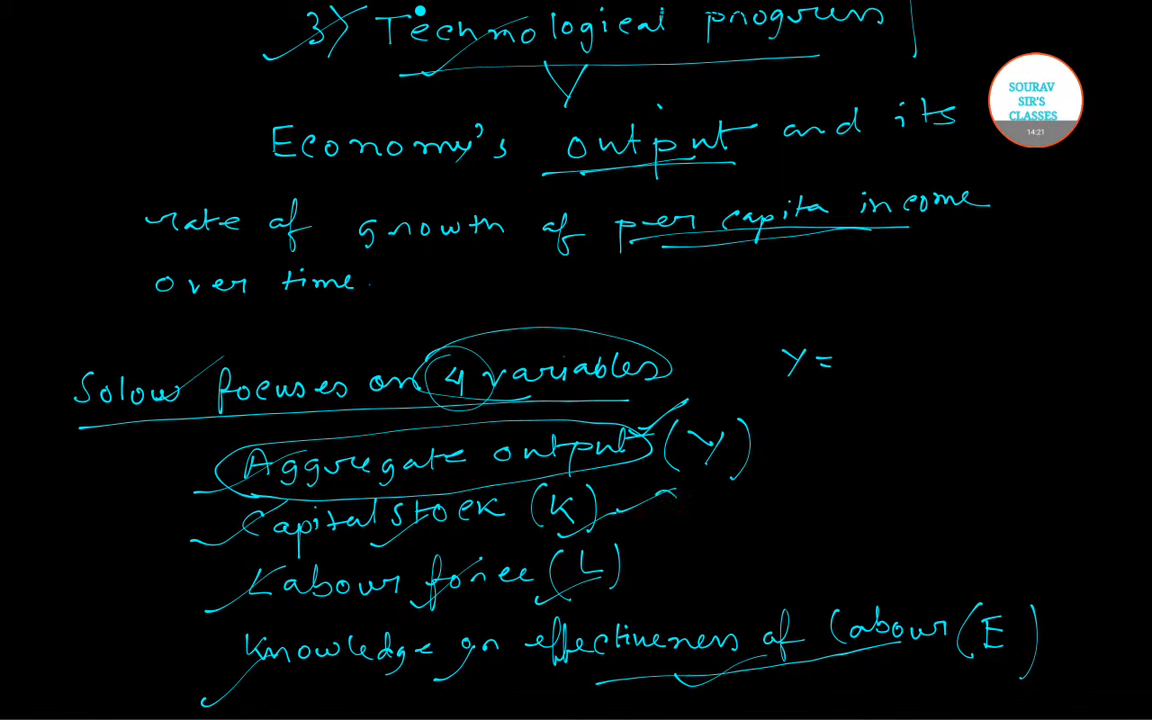 3) Technological progress
SOURAV
SIR'S
CLASSES
14:21
Economy's output and its
rate of growth of per capita income
over time.
Solow focuses on 4 variables
Y =
Aggregate output (Y)
Capital stock (K)
Labour force (L)
Knowledge or effectiveness of labour (E)